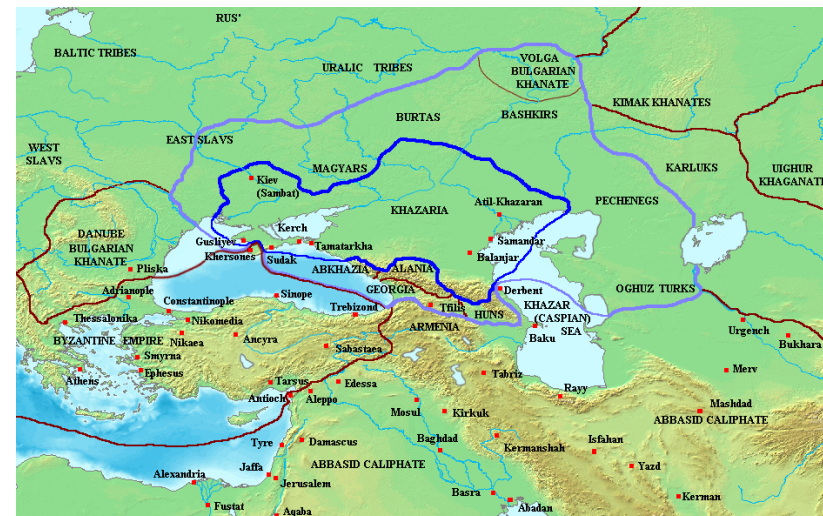 RUS'
BALTIC TRIBES
URALIC TRIBES
VOLGA
BULGARIAN
KHANATE
KIMAK KHANATES
BURTAS
BASHKIRS
EAST SLAVS
WEST
SLAVS
MAGYARS
KARLUKS
UIGHUR
KHAGANATE
Kiev
(Sambat)
PECHENEGS
KHAZARIA
Atil-Khazaran
DANUBE
BULGARIAN
KHANATE
Kerch
Gusliyev
Tamatarkha
Samandar
Khersones
Sudak
Balanjar
Pliska
ABKHAZIA
ALANIA
GEORGIA
Derbent
OGHUZ TURKS
Adrianople
Sinope
Constantinople
Trebizond
Tfilis
HUNS
KHAZAR
(CASPIAN)
SEA
Thessalonika
Nikomedia
ARMENIA
Baku
Urgench
Bukhara
BYZANTINE EMPIRE
Nikaea
Ancyra
Sabastaea
Smyrna
Athens
Ephesus
Tarsus
Edessa
Tabriz
Rayy
Merv
Antioch
Aleppo
Mosul
Kirkuk
Mashdad
ABBASID CALIPHATE
Tyre
Damascus
Baghdad
Kermanshah
Isfahan
Jaffa
ABBASID CALIPHATE
Yazd
Alexandria
Jerusalem
Basra
Kerman
Fustat
Abadan
Aqaba